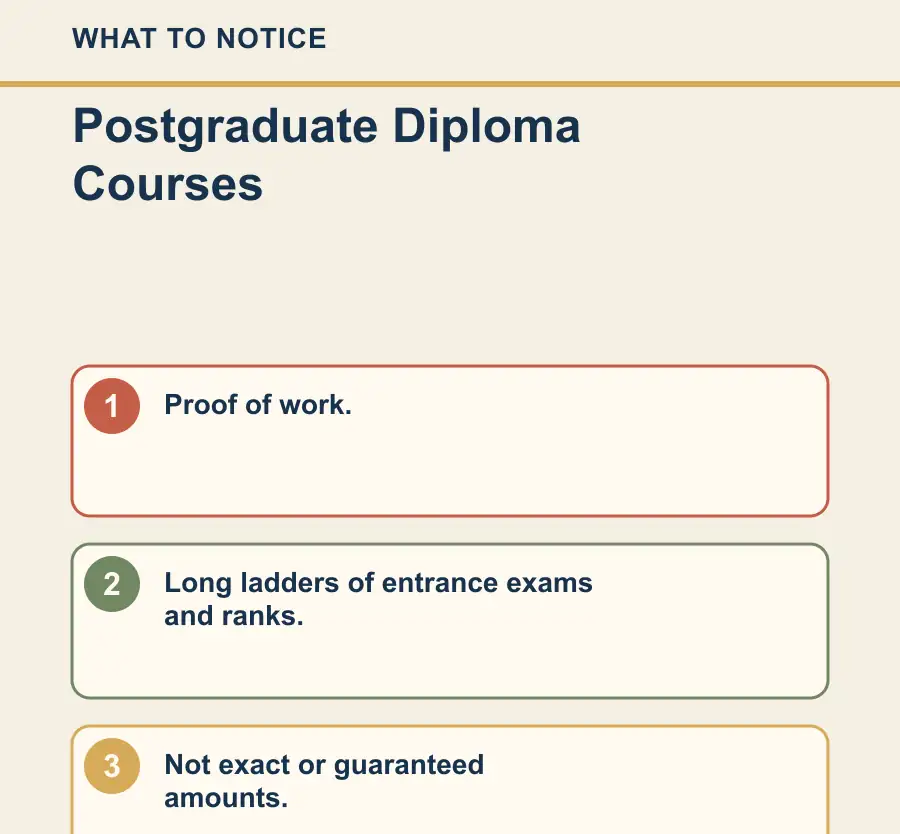 WHAT TO NOTICE
Postgraduate Diploma
Courses
1
Proof of work.
2
Long ladders of entrance exams
and ranks.
3
Not exact or guaranteed
amounts.